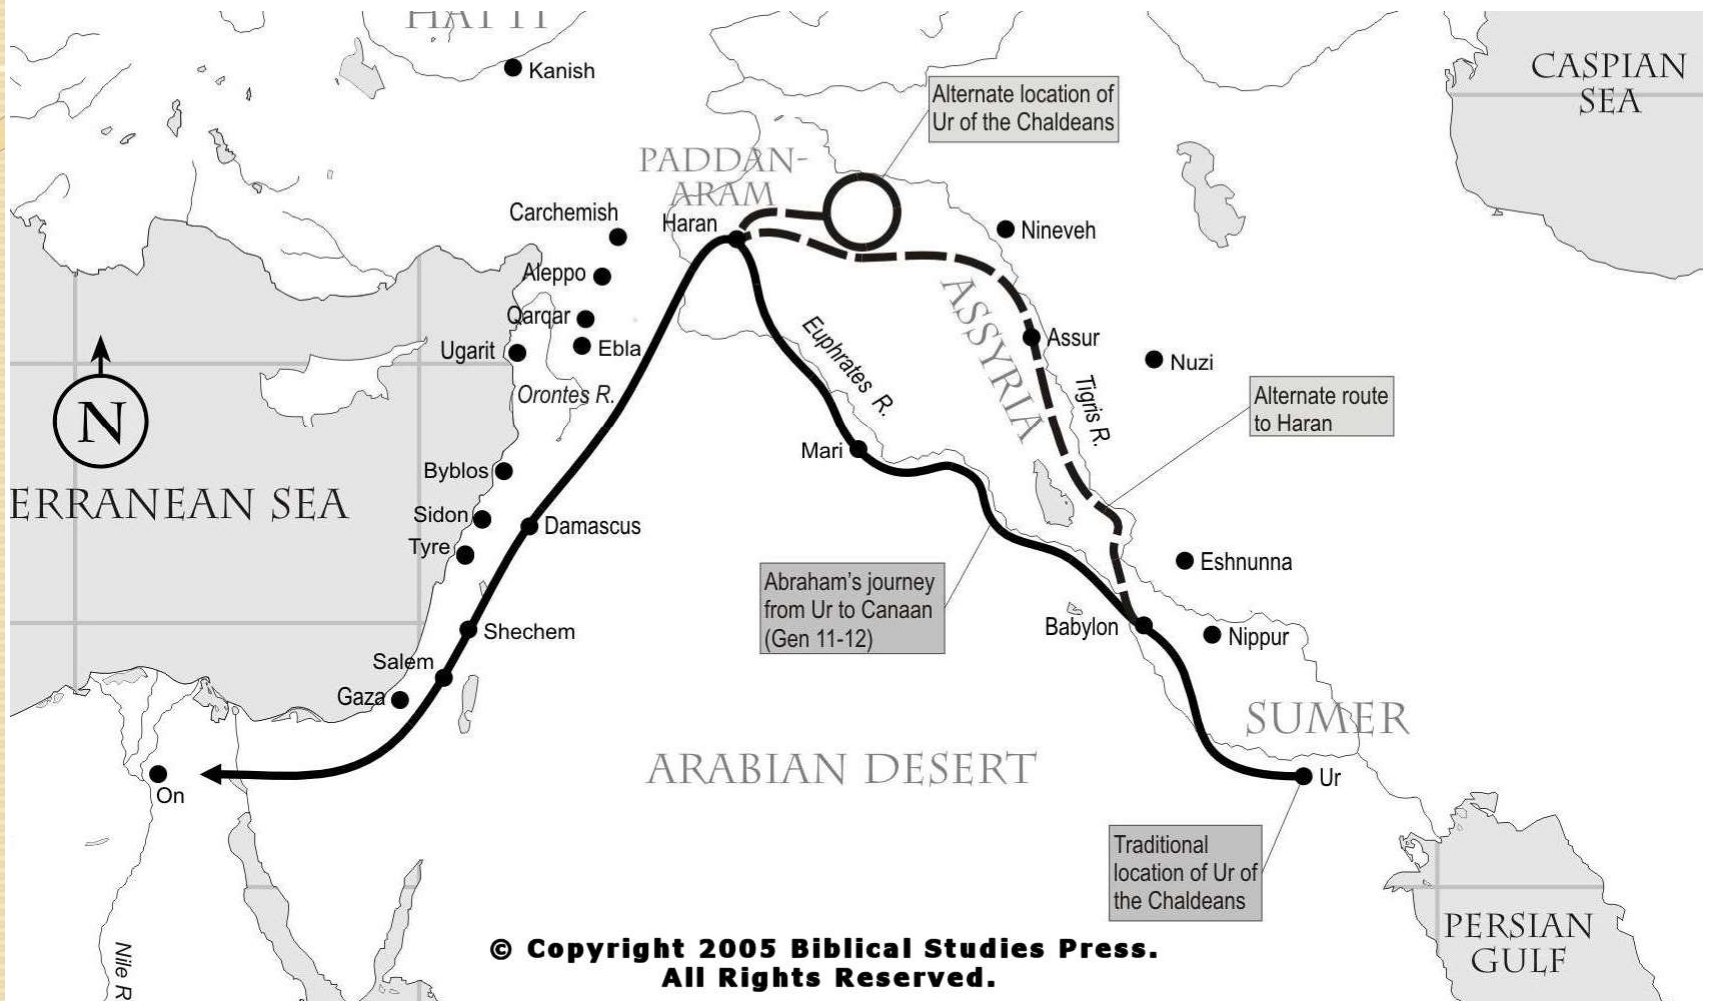 HATTI
Kanish
CASPIAN
SEA
Alternate location of
Ur of the Chaldeans
PADDAN-
ARAM
Carchemish
Haran
Nineveh
Aleppo
Qarqar
Ebla
Ugarit
Orontes R.
Euphrates R.
ASSYRIA
Assur
Nuzi
Tigris R.
Alternate route
to Haran
N
Mari
Byblos
ERRANEAN SEA
Sidon
Damascus
Tyre
Eshnunna
Abraham's journey
from Ur to Canaan
(Gen 11-12)
Babylon
Nippur
Shechem
Salem
Gaza
SUMER
ARABIAN DESERT
Ur
On
Traditional
location of Ur of
the Chaldeans
PERSIAN
GULF
Nile R
© Copyright 2005 Biblical Studies Press.
All Rights Reserved.